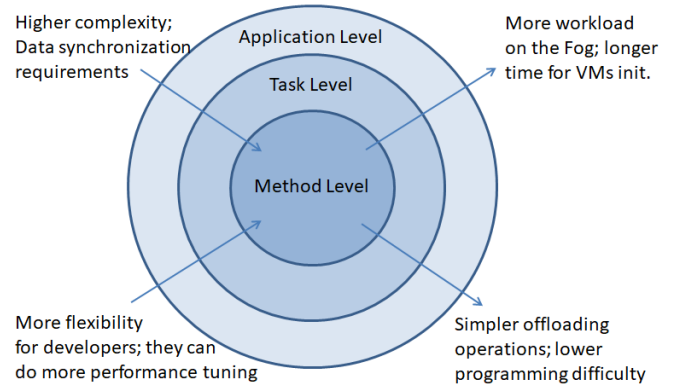 Higher complexity;
Data synchronization
requirements
Application Level
More workload
on the Fog; longer
time for VMs init.
Task Level
Method Level
More flexibility
for developers; they can
do more performance tuning
Simpler offloading
operations; lower
programming difficulty